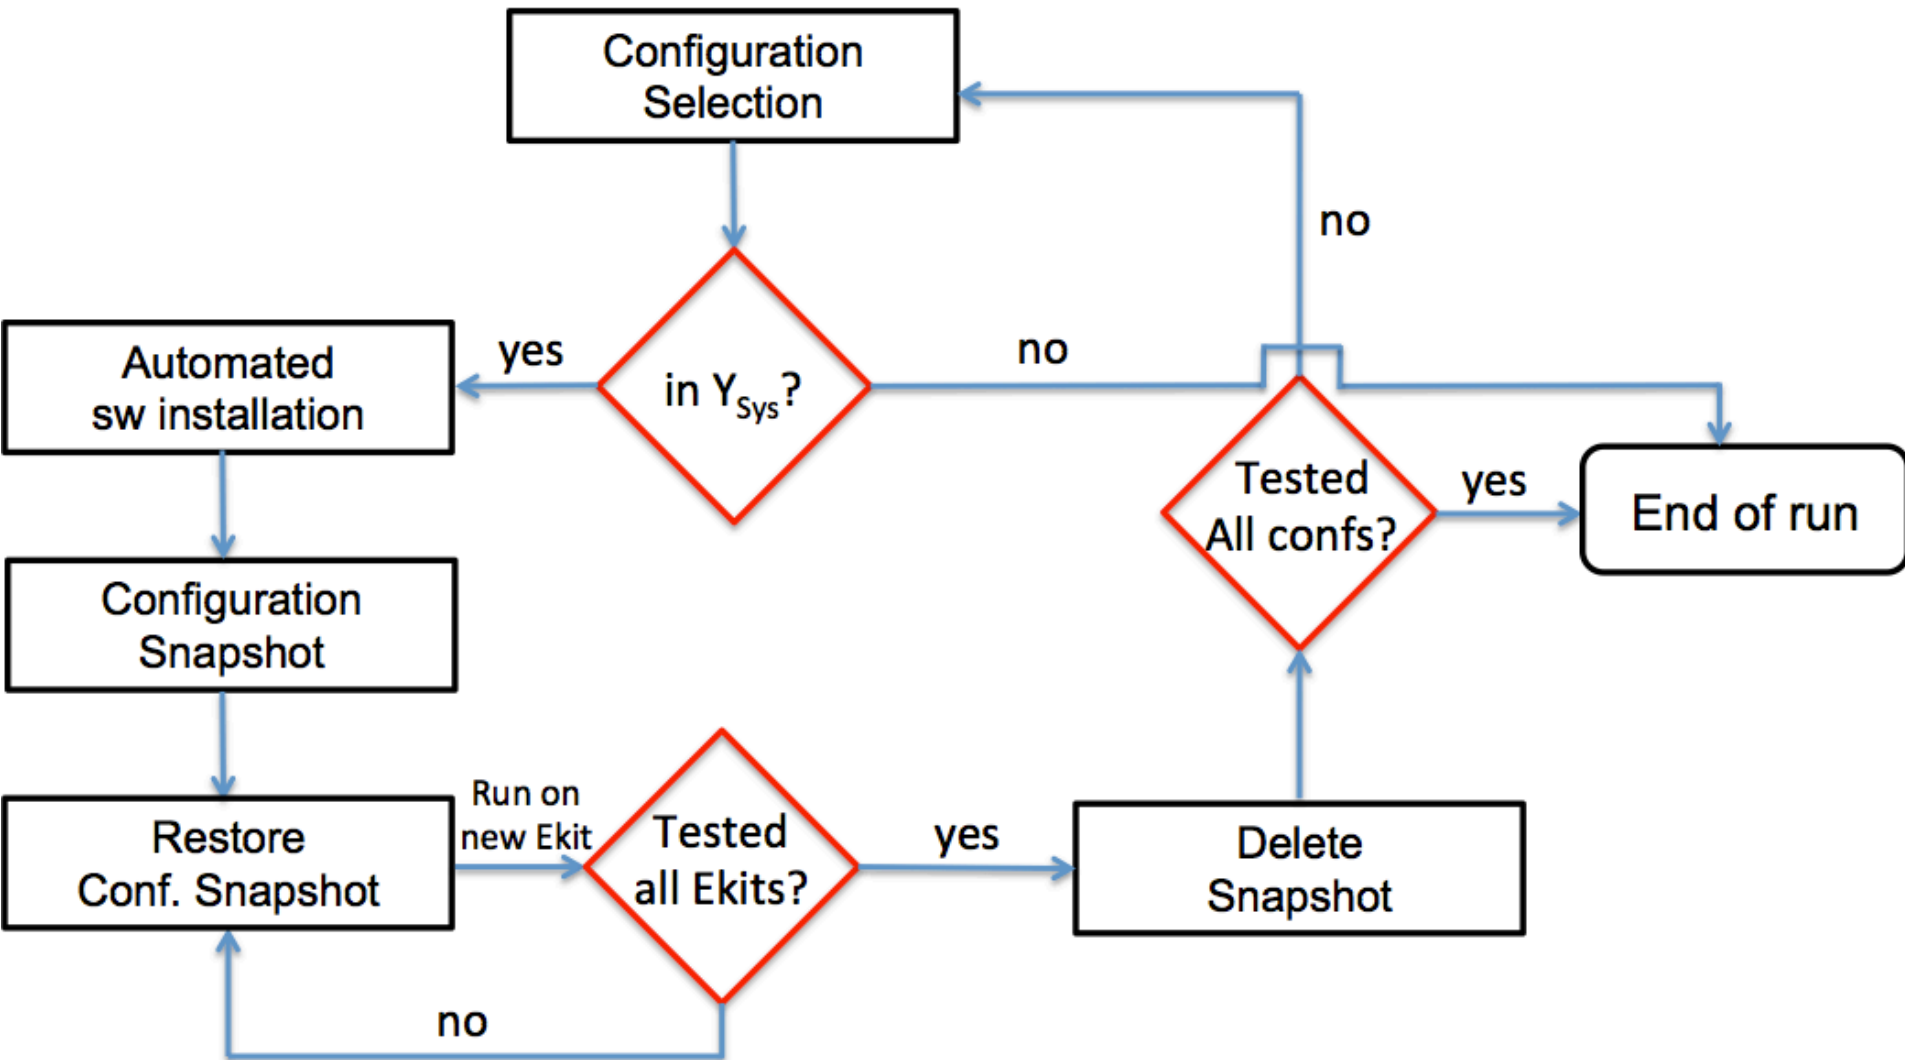 Configuration
Selection
no
yes
in Y_Sys?
no
Automated
sw installation
Tested
All confs?
yes
End of run
Configuration
Snapshot
Run on
new Ekit
Restore
Conf. Snapshot
Tested
all Ekits?
yes
Delete
Snapshot
no